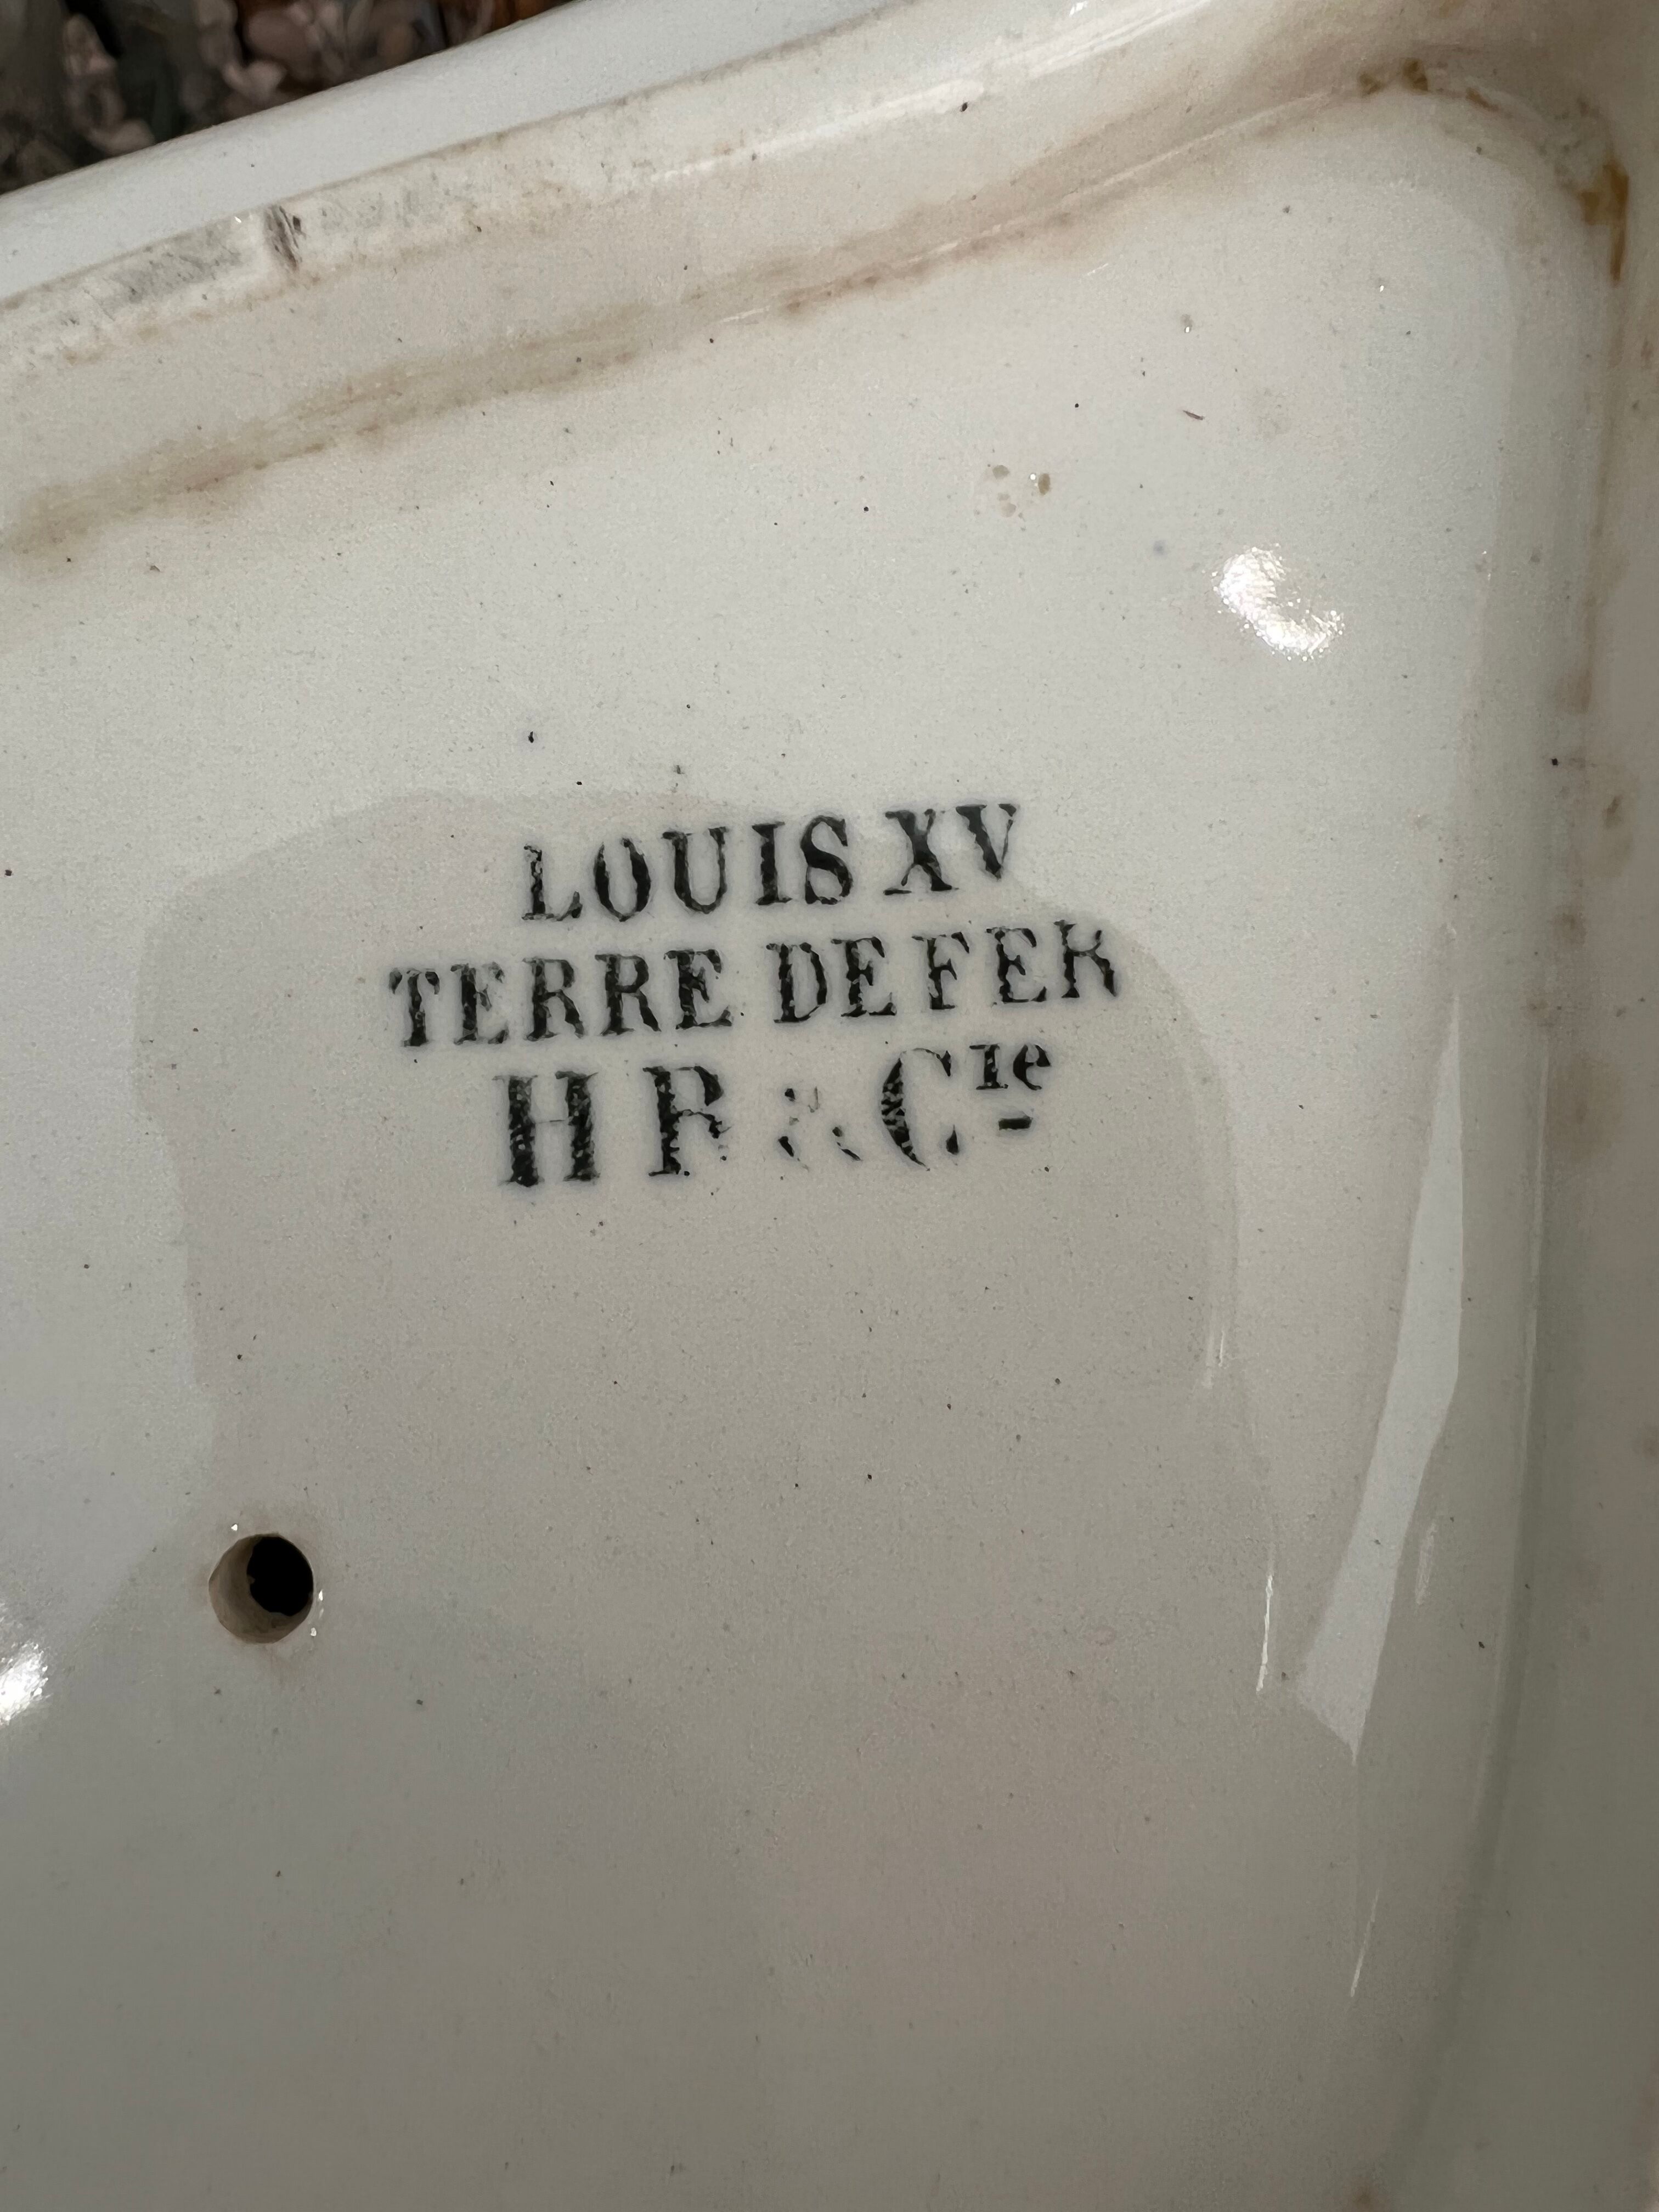 LOUIS XV
TERRE DE FER
H B & Cie